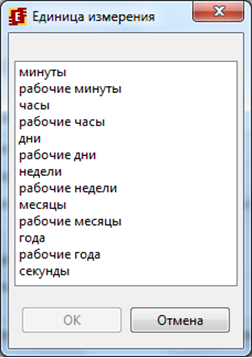 Единица измерения
минуты
рабочие минуты
часы
рабочие часы
дни
рабочие дни
недели
рабочие недели
месяцы
рабочие месяцы
года
рабочие года
секунды
OK
Отмена